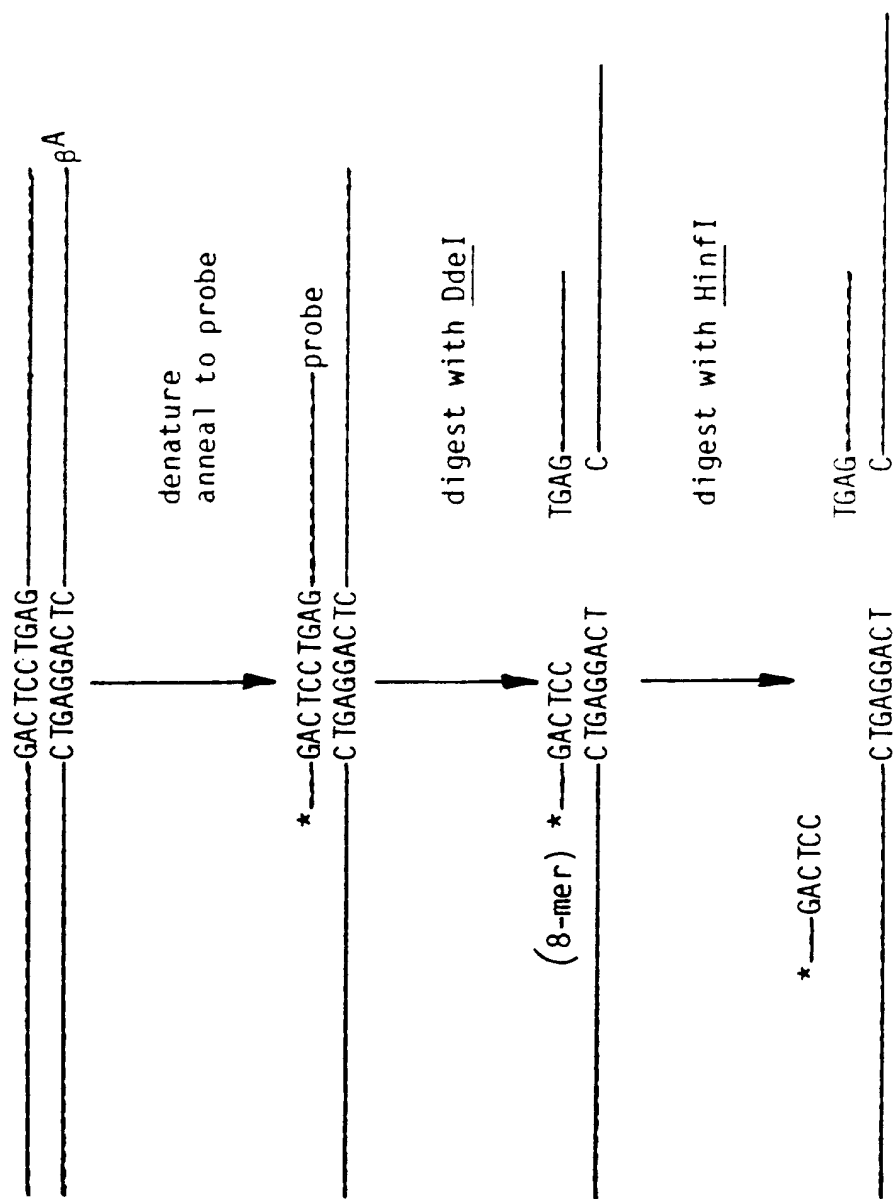 GACTCCTGAG
CTGAGGACTC βA
denature
anneal to probe
* GACTCCTGAG probe
CTGAGGACTC
digest with DdeI
(8-mer) * GACTCC TGAG
CTGAGGACT C
digest with HinfI
* GACTCC TGAG
CTGAGGACT C